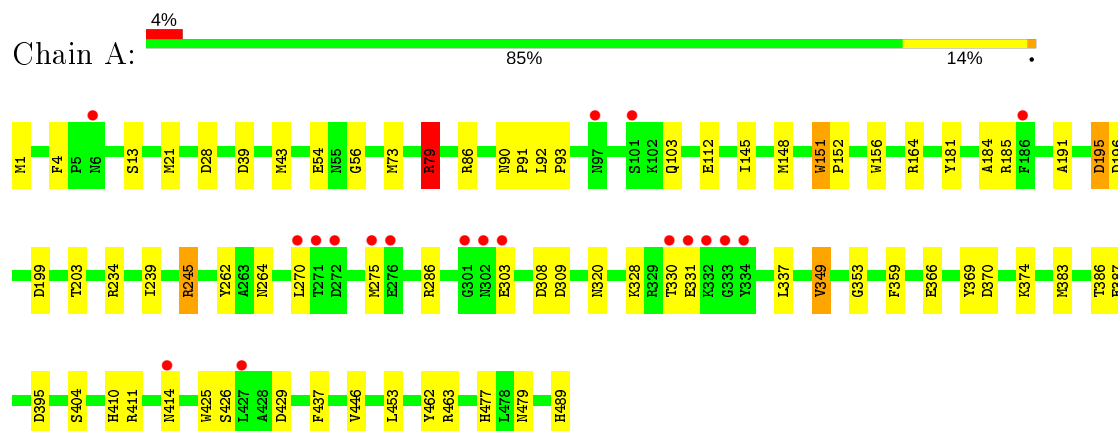 4%
Chain A:
85%
14%
•
M1 F4 P5 N6 S13 M21 D28 D39 M43 E54 N55 G56 M73 R79 R86 N90 P91 L92 P93 N97 S101 K102 Q103 E112 I145 M148 W151 P152 W156 R164 Y181 A184 R185 F186 A191 D195 D196
D199 T203 R234 I239 R245 Y262 A263 N264 L270 T271 D272 M275 E276 R286 G301 N302 E303 D308 D309 N320 K328 R329 T330 E331 K332 G333 Y334 L337 V349 G353 F359 E366 Y369 D370 K374 M383 T386
D395 S404 H410 R411 N414 W425 S426 L427 A428 D429 F437 V446 L453 Y462 R463 H477 L478 N479 H489